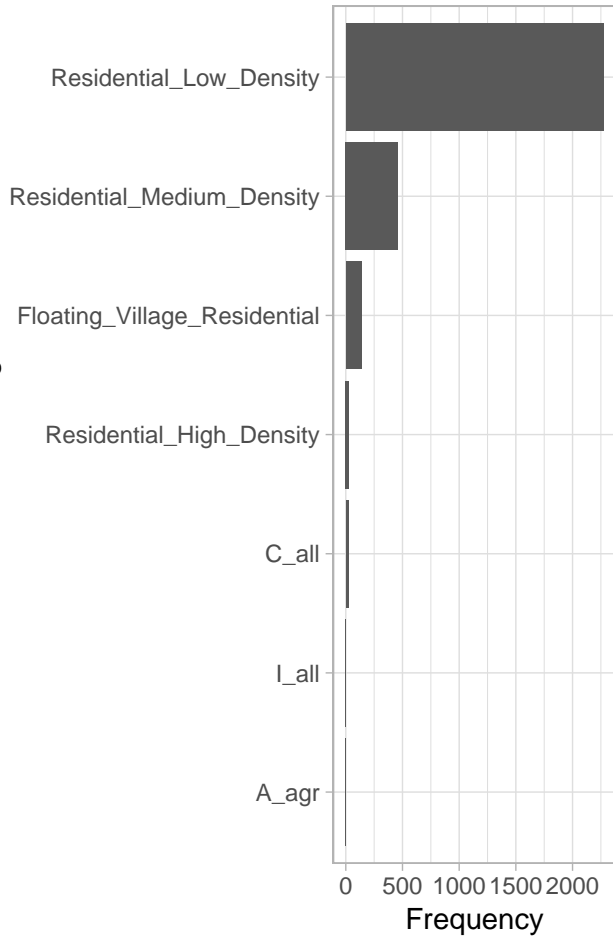 Residential_Low_Density
Residential_Medium_Density
Floating_Village_Residential
Residential_High_Density
C_all
I_all
A_agr
0 500 1000 1500 2000
Frequency